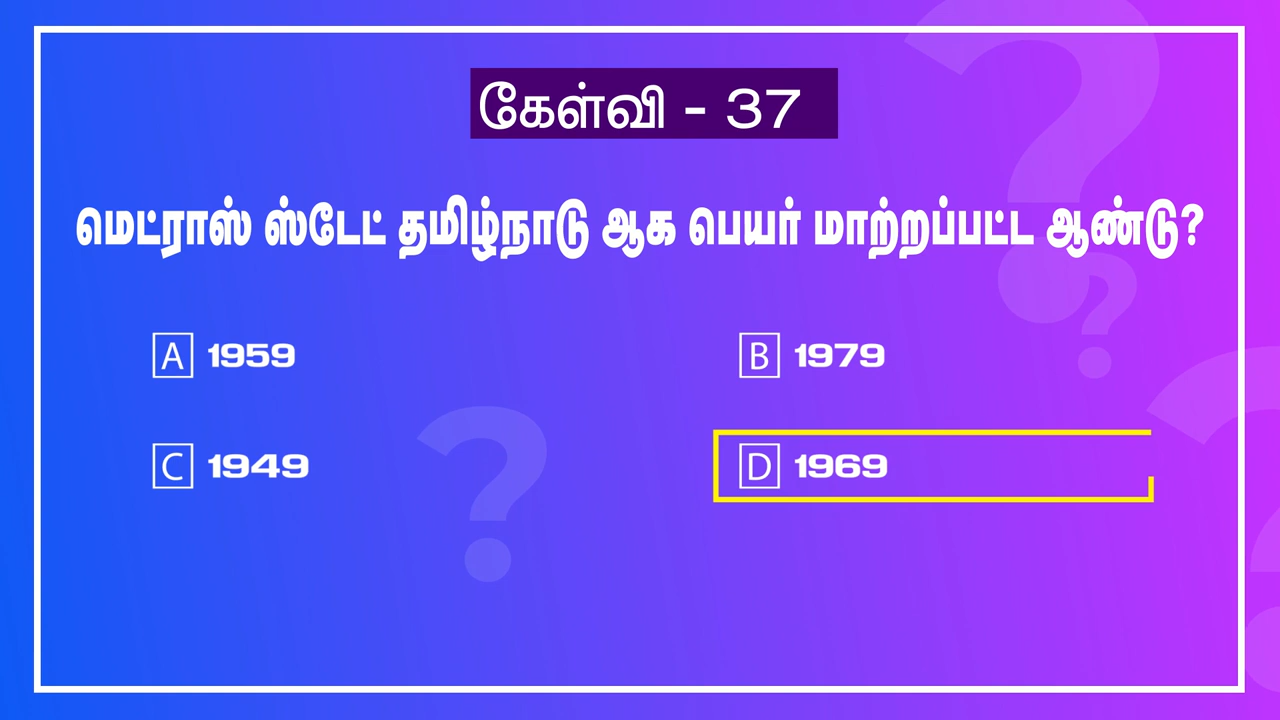 கேள்வி - 37
மெட்ராஸ் ஸ்டேட் தமிழ்நாடு ஆக பெயர் மாற்றப்பட்ட ஆண்டு?
A 1959
B 1979
C 1949
D 1969